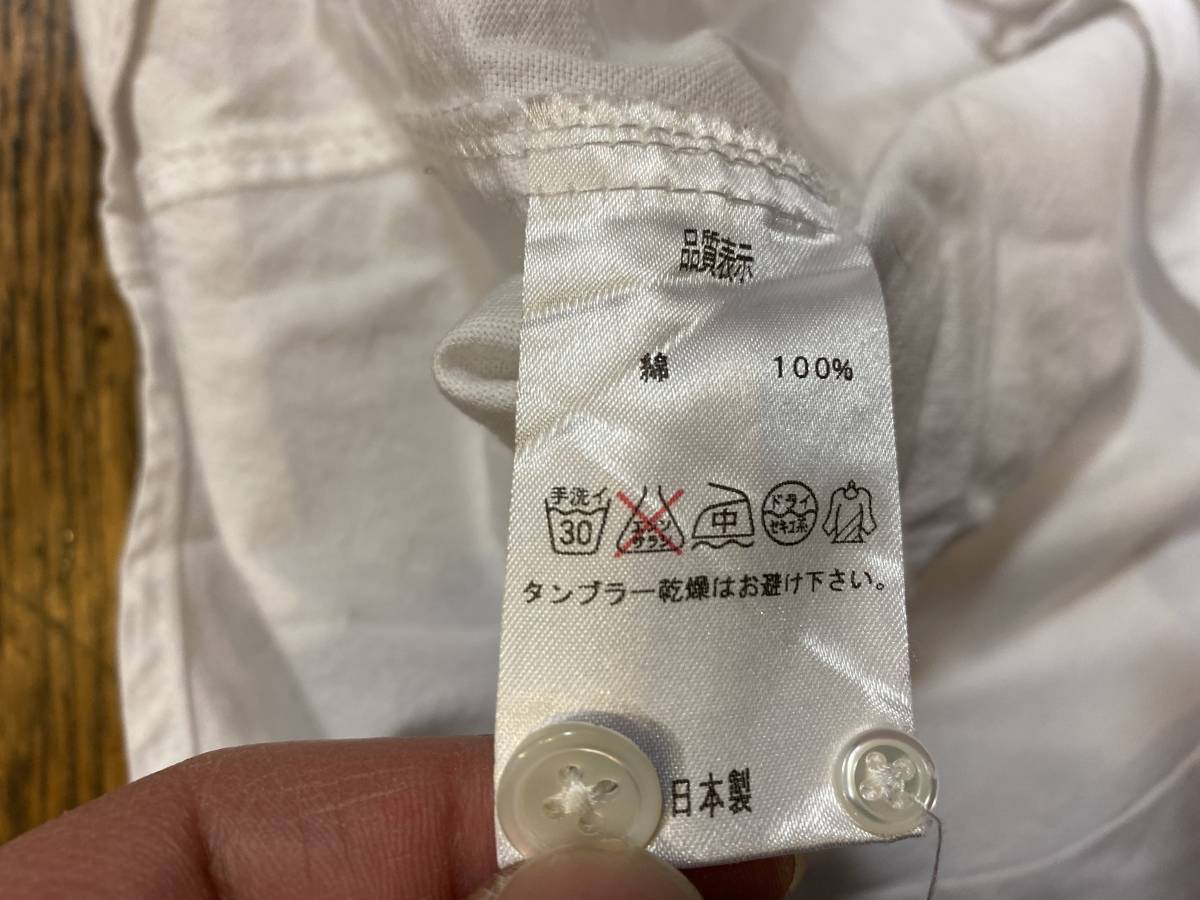 品質表示
綿 100%
手洗イ
30
エンソ
サラシ
中
ドライ
セキユ系
タンブラー乾燥はお避け下さい。
日本製